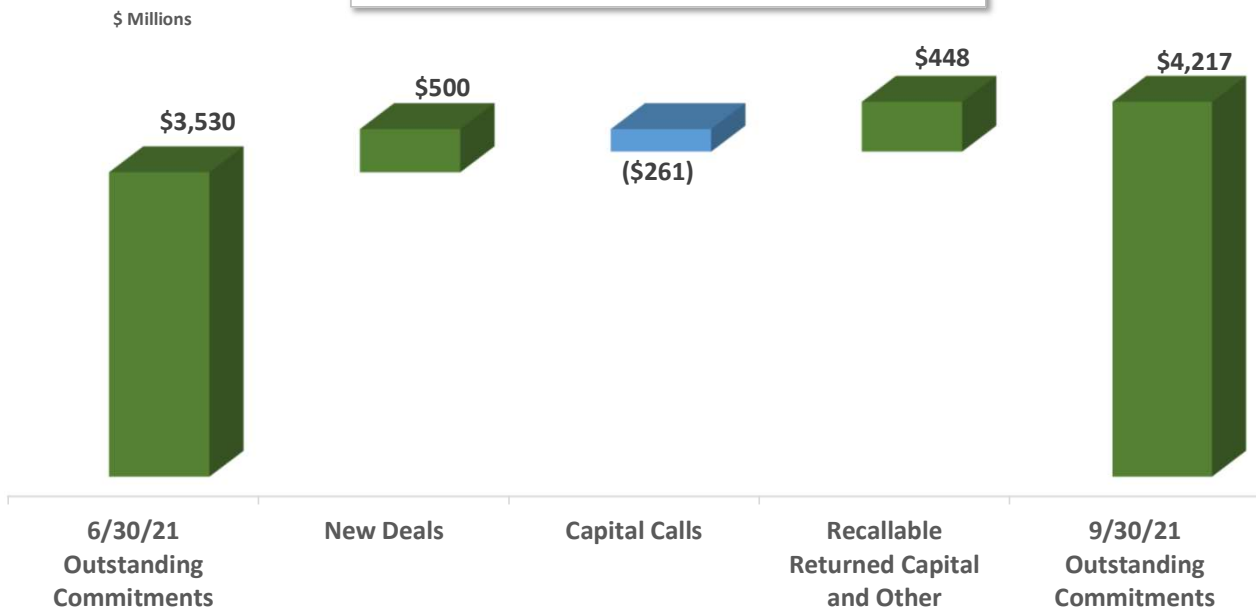 $ Millions
$3,530
$500
($261)
$448
$4,217
6/30/21
Outstanding
Commitments
New Deals
Capital Calls
Recallable
Returned Capital
and Other
9/30/21
Outstanding
Commitments